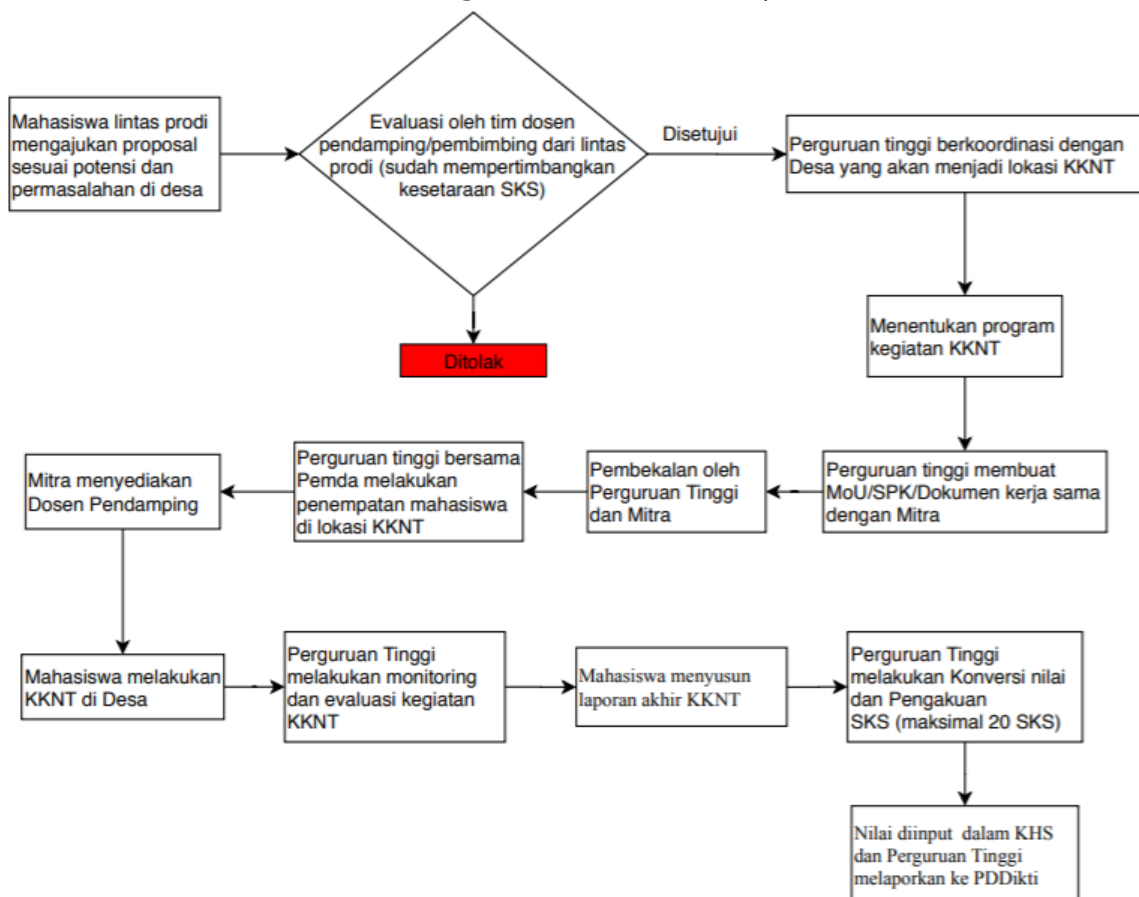 Mahasiswa lintas prodi
mengajukan proposal
sesuai potensi dan
permasalahan di desa
Evaluasi oleh tim dosen
pendamping/pembimbing dari lintas
prodi (sudah mempertimbangkan
kesetaraan SKS)
Disetujui
Perguruan tinggi berkoordinasi dengan
Desa yang akan menjadi lokasi KKNT
Ditolak
Menentukan program
kegiatan KKNT
Perguruan tinggi membuat
MoU/SPK/Dokumen kerja sama
dengan Mitra
Pembekalan oleh
Perguruan Tinggi
dan Mitra
Perguruan tinggi bersama
Pemda melakukan
penempatan mahasiswa
di lokasi KKNT
Mitra menyediakan
Dosen Pendamping
Mahasiswa melakukan
KKNT di Desa
Perguruan Tinggi
melakukan monitoring
dan evaluasi kegiatan
KKNT
Mahasiswa menyusun
laporan akhir KKNT
Perguruan Tinggi
melakukan Konversi nilai
dan Pengakuan
SKS (maksimal 20 SKS)
Nilai diinput dalam KHS
dan Perguruan Tinggi
melaporkan ke PDDikti